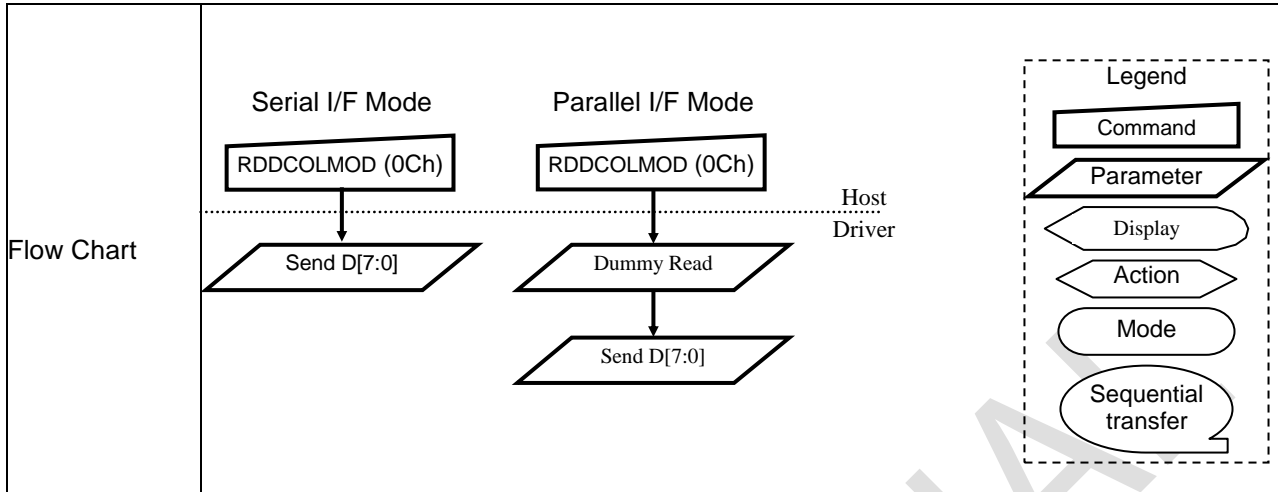 Flow Chart
Serial I/F Mode
RDDCOLMOD (0Ch)
Send D[7:0]
Parallel I/F Mode
RDDCOLMOD (0Ch)
Dummy Read
Send D[7:0]
Host
Driver
Legend
Command
Parameter
Display
Action
Mode
Sequential
transfer